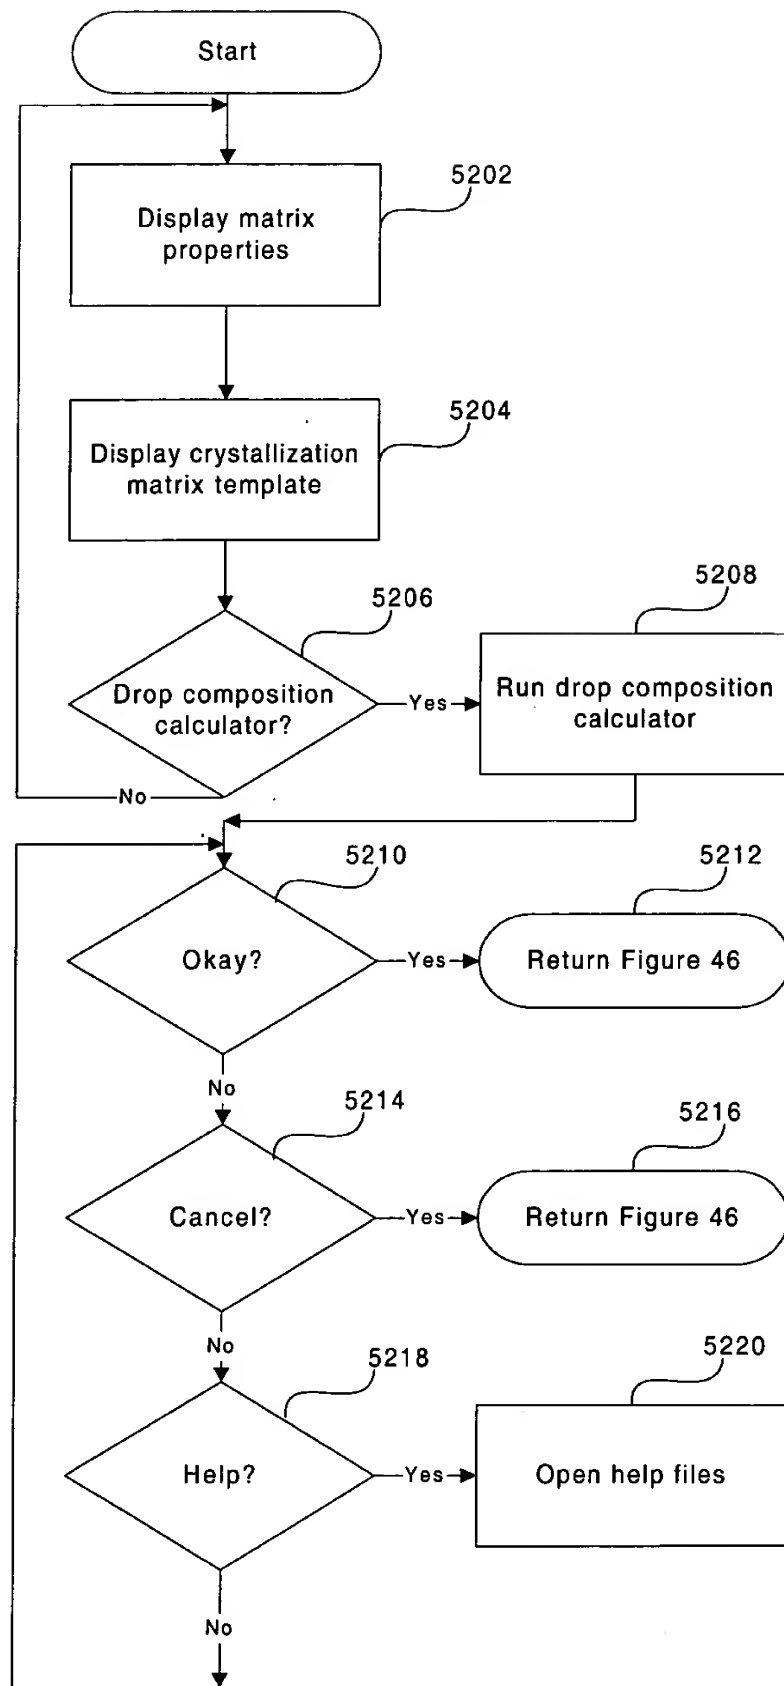 Start
5202
Display matrix
properties
5204
Display crystallization
matrix template
5206
5208
Drop composition
calculator?
Yes
Run drop composition
calculator
No
5210
5212
Okay?
Yes
Return Figure 46
No
5214
5216
Cancel?
Yes
Return Figure 46
No
5218
5220
Help?
Yes
Open help files
No